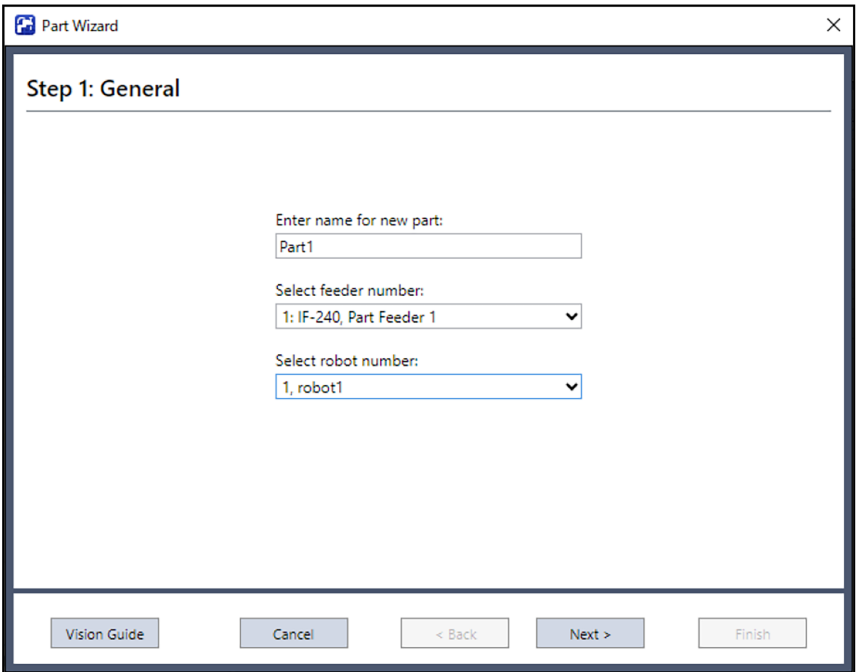 Part Wizard
Step 1: General
Enter name for new part:
Part1
Select feeder number:
1: IF-240, Part Feeder 1
Select robot number:
1, robot1
Vision Guide
Cancel
< Back
Next >
Finish